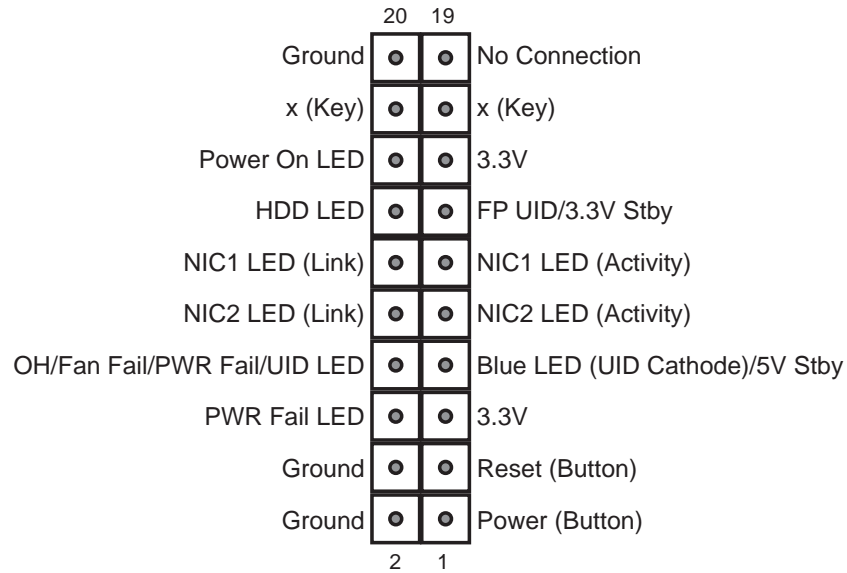 20 19
Ground No Connection
x (Key) x (Key)
Power On LED 3.3V
HDD LED FP UID/3.3V Stby
NIC1 LED (Link) NIC1 LED (Activity)
NIC2 LED (Link) NIC2 LED (Activity)
OH/Fan Fail/PWR Fail/UID LED Blue LED (UID Cathode)/5V Stby
PWR Fail LED 3.3V
Ground Reset (Button)
Ground Power (Button)
2 1